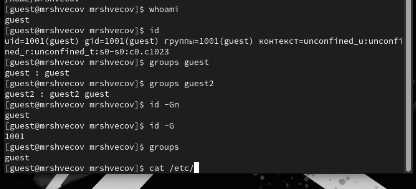 [guest@mrshvecov mrshvecov]$ whoami
guest
[guest@mrshvecov mrshvecov]$ id
uid=1001(guest) gid=1001(guest) группы=1001(guest) контекст=unconfined_u:unconfi
ned_r:unconfined_t:s0-s0:c0.c1023
[guest@mrshvecov mrshvecov]$ groups guest
guest : guest
[guest@mrshvecov mrshvecov]$ groups guest2
guest2 : guest2 guest
[guest@mrshvecov mrshvecov]$ id -Gn
guest
[guest@mrshvecov mrshvecov]$ id -G
1001
[guest@mrshvecov mrshvecov]$ groups
guest
[guest@mrshvecov mrshvecov]$ cat /etc/